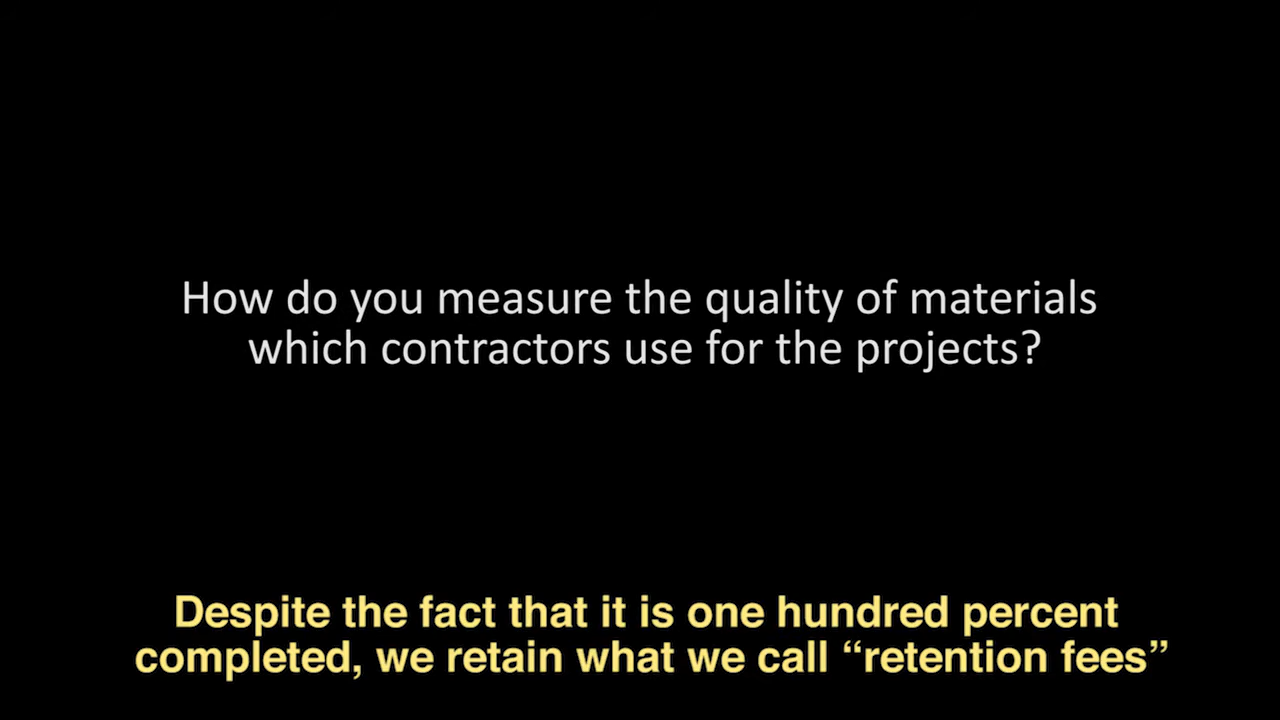 How do you measure the quality of materials
which contractors use for the projects?
Despite the fact that it is one hundred percent
completed, we retain what we call “retention fees”